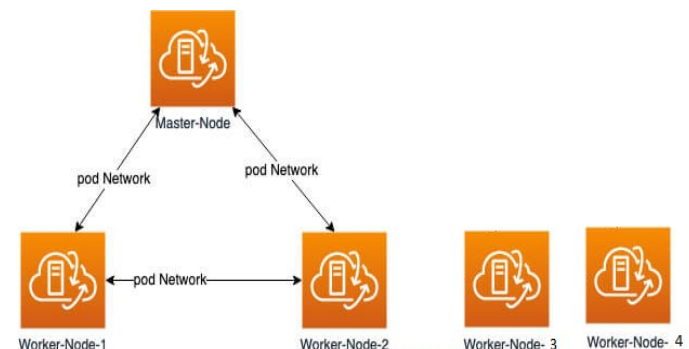 Master-Node
pod Network
pod Network
pod Network
Worker-Node-1
Worker-Node-2
Worker-Node- 3
Worker-Node- 4